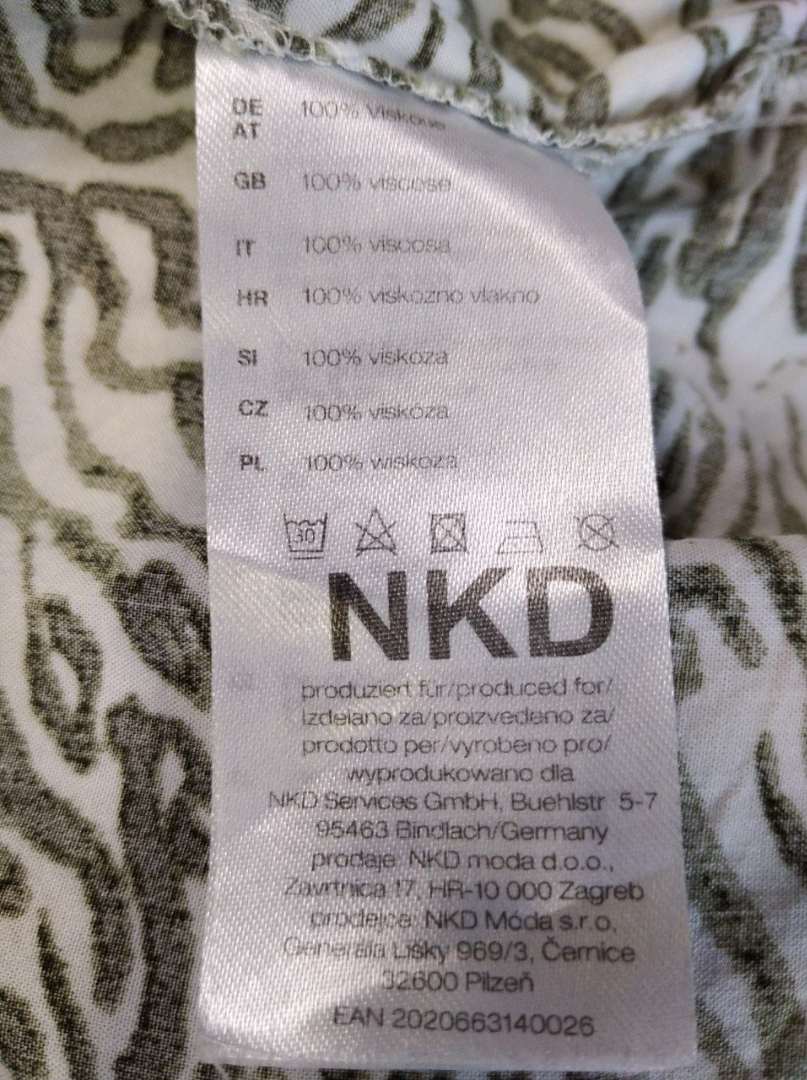 DE 100% Viskose
AT
GB 100% viscose
IT 100% viscosa
HR 100% viskozno vlakno
SI 100% viskoza
CZ 100% viskóza
PL 100% wiskoza
30
NKD
produziert für/produced for/
izdelano za/proizvedeno za/
prodotto per/vyrobeno pro/
wyprodukowano dla
NKD Services GmbH, Buehlstr 5-7
95463 Bindlach/Germany
prodaje: NKD moda d.o.o.,
Zavrtnica 17, HR-10 000 Zagreb
prodejce: NKD Móda s.r.o,
Generála Lišky 969/3, Černice
32600 Pilzeň
EAN 2020663140026